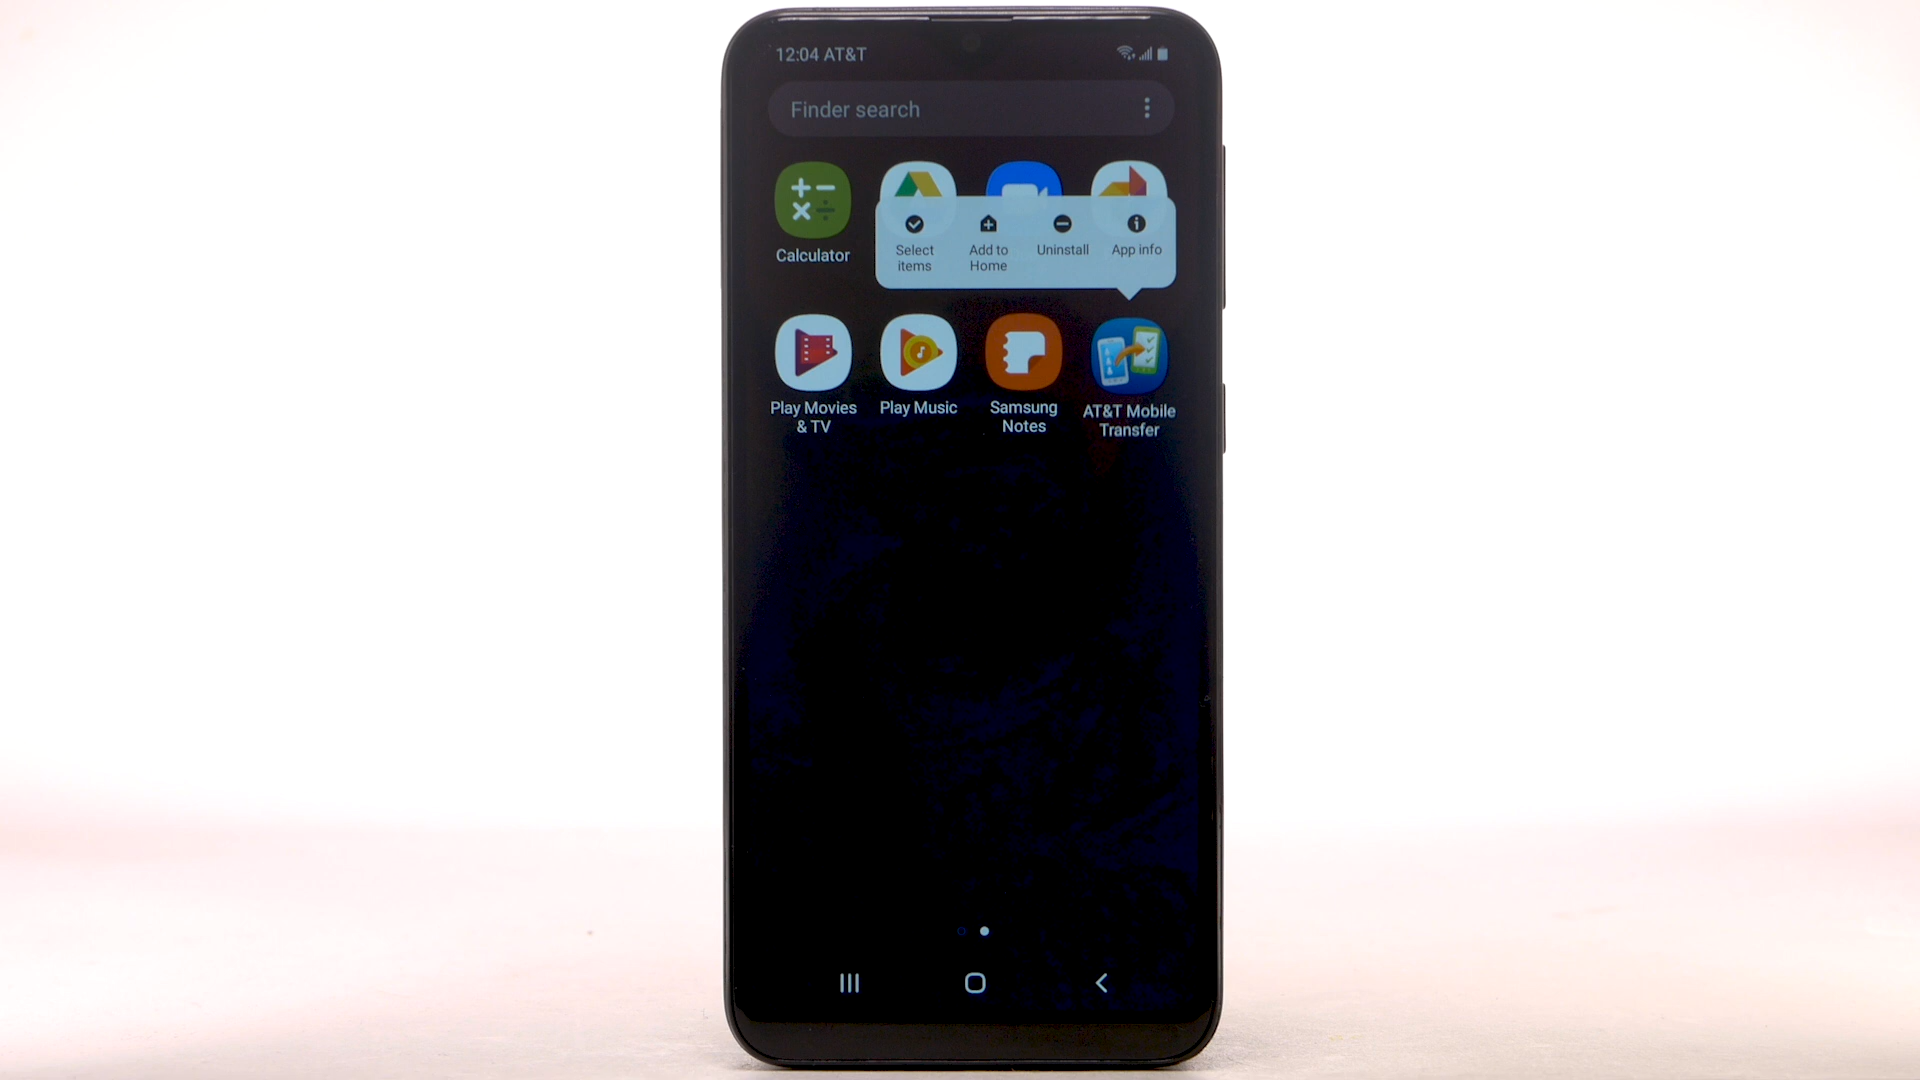 12:04 AT&T
Finder search
Select
items
Add to
Home
Uninstall
App info
Calculator
Play Movies
& TV
Play Music
Samsung
Notes
AT&T Mobile
Transfer